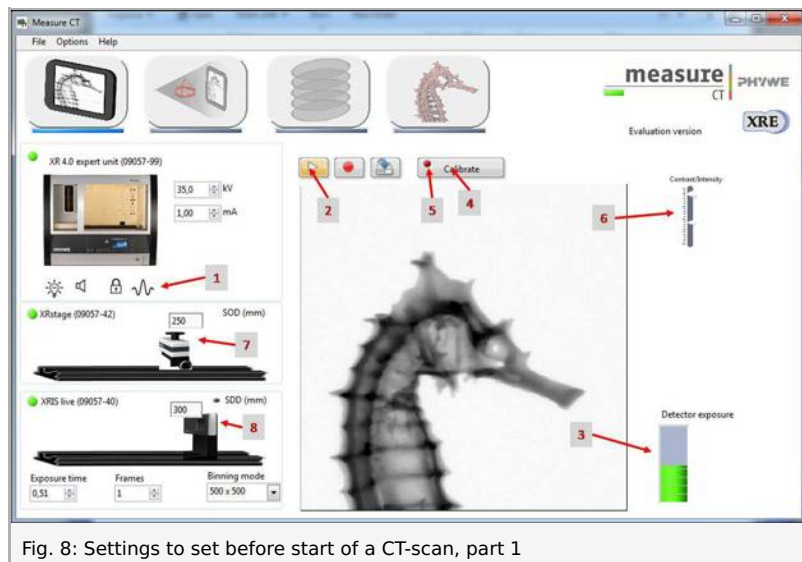 Measure CT
File Options Help
measure
CT
PHYWE
XRE
Evaluation version
XR 4.0 expert unit (09057-99)
35,0 kV
1,00 mA
1
XRstage (09057-42)
250
SOD (mm)
7
XRIS live (09057-40)
300
SDD (mm)
8
Exposure time
0,51
Frames
1
Binning mode
500 x 500
Calibrate
2
5
4
Contrast/Intensity
6
Detector exposure
3
Fig. 8: Settings to set before start of a CT-scan, part 1